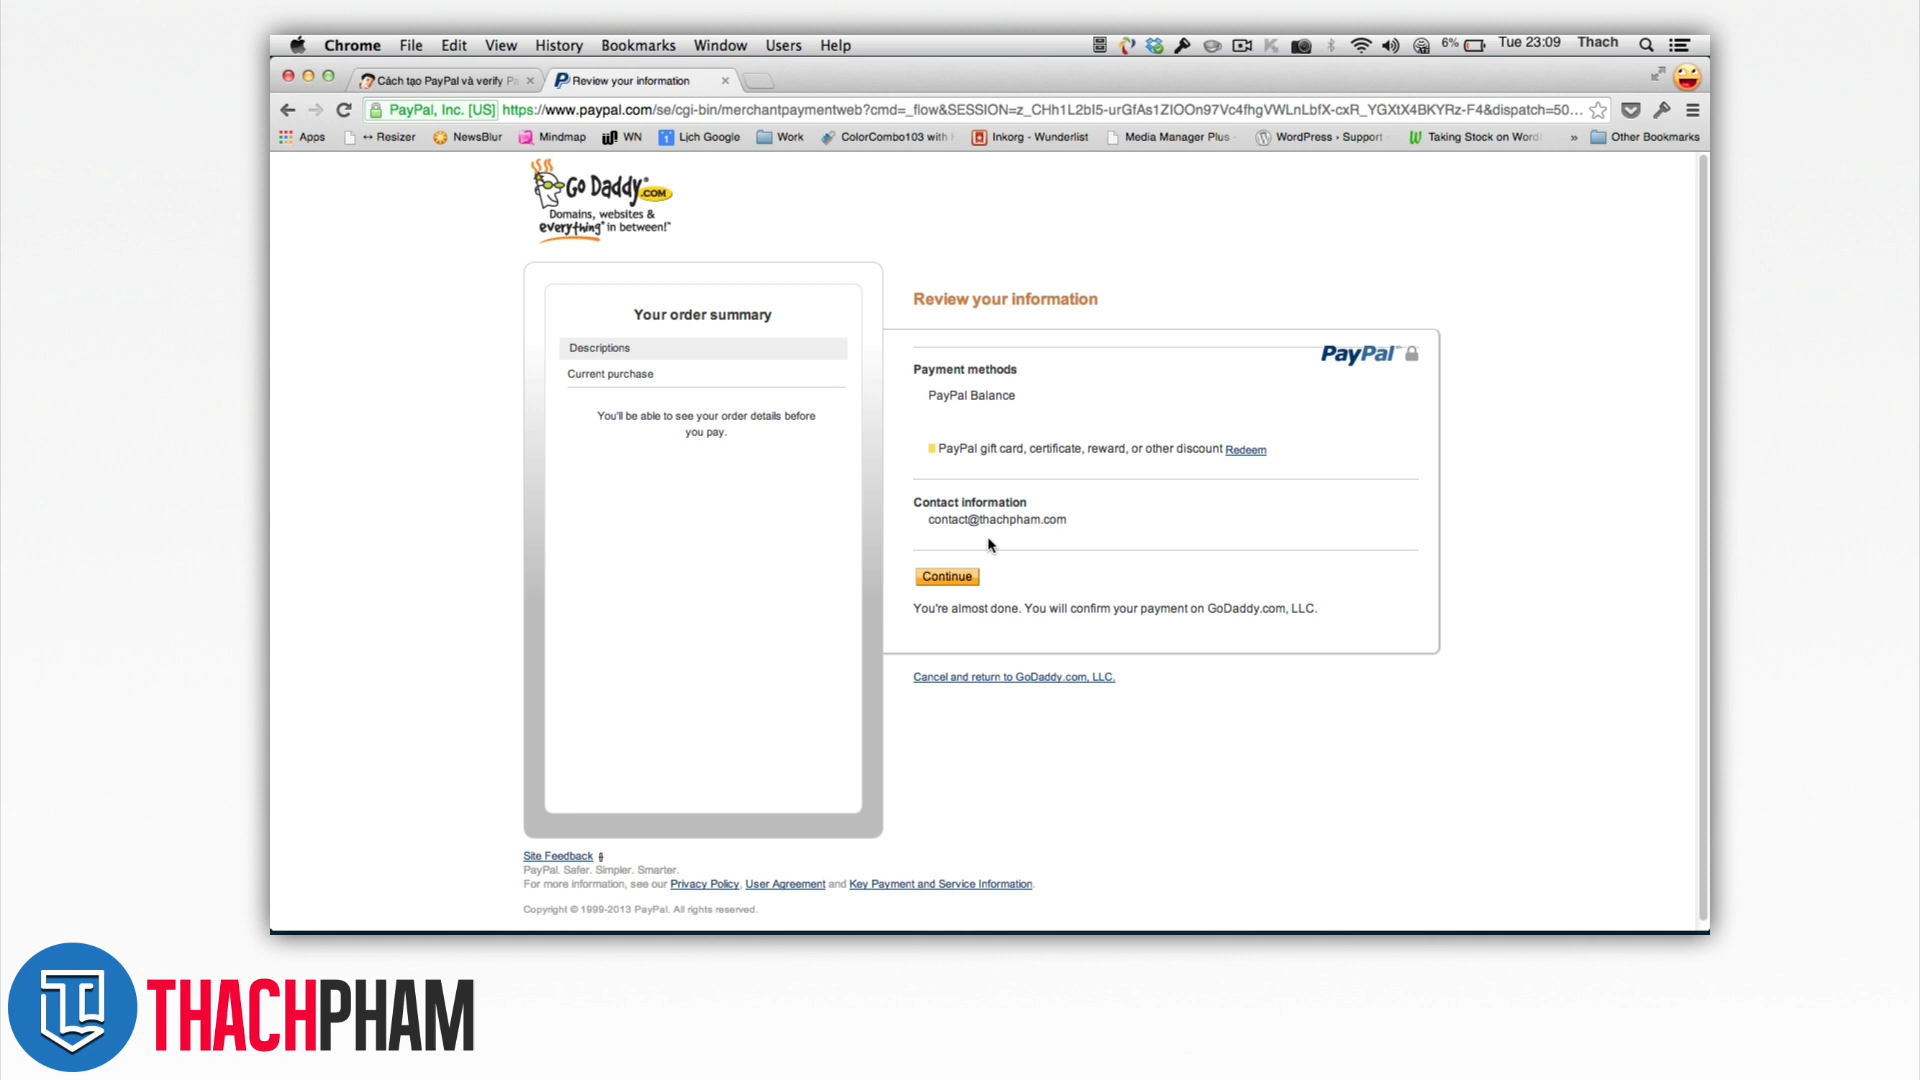 Chrome File Edit View History Bookmarks Window Users Help
6% Tue 23:09 Thach
Cách tạo PayPal và verify Review your information
PayPal, Inc. [US] https://www.paypal.com/se/cgi-bin/merchantpaymentweb?cmd=_flow&SESSION=z_CHh1L2bI5-urGfAs1ZIOOn97Vc4fhgVWLnLbfX-cxR_YGXtX4BKYRz-F4&dispatch=50...
Apps ↔ Resizer NewsBlur Mindmap WN Lịch Google Work ColorCombo103 with Inkorg - Wunderlist Media Manager Plus WordPress › Support Taking Stock on Word » Other Bookmarks
Go Daddy .COM
Domains, websites &
everything* in between!™
Your order summary
Descriptions
Current purchase
You'll be able to see your order details before
you pay.
Review your information
PayPal
Payment methods
PayPal Balance
PayPal gift card, certificate, reward, or other discount Redeem
Contact information
contact@thachpham.com
Continue
You're almost done. You will confirm your payment on GoDaddy.com, LLC.
Cancel and return to GoDaddy.com, LLC.
Site Feedback
PayPal. Safer. Simpler. Smarter.
For more information, see our Privacy Policy, User Agreement and Key Payment and Service Information.
Copyright © 1999-2013 PayPal. All rights reserved.
THACHPHAM